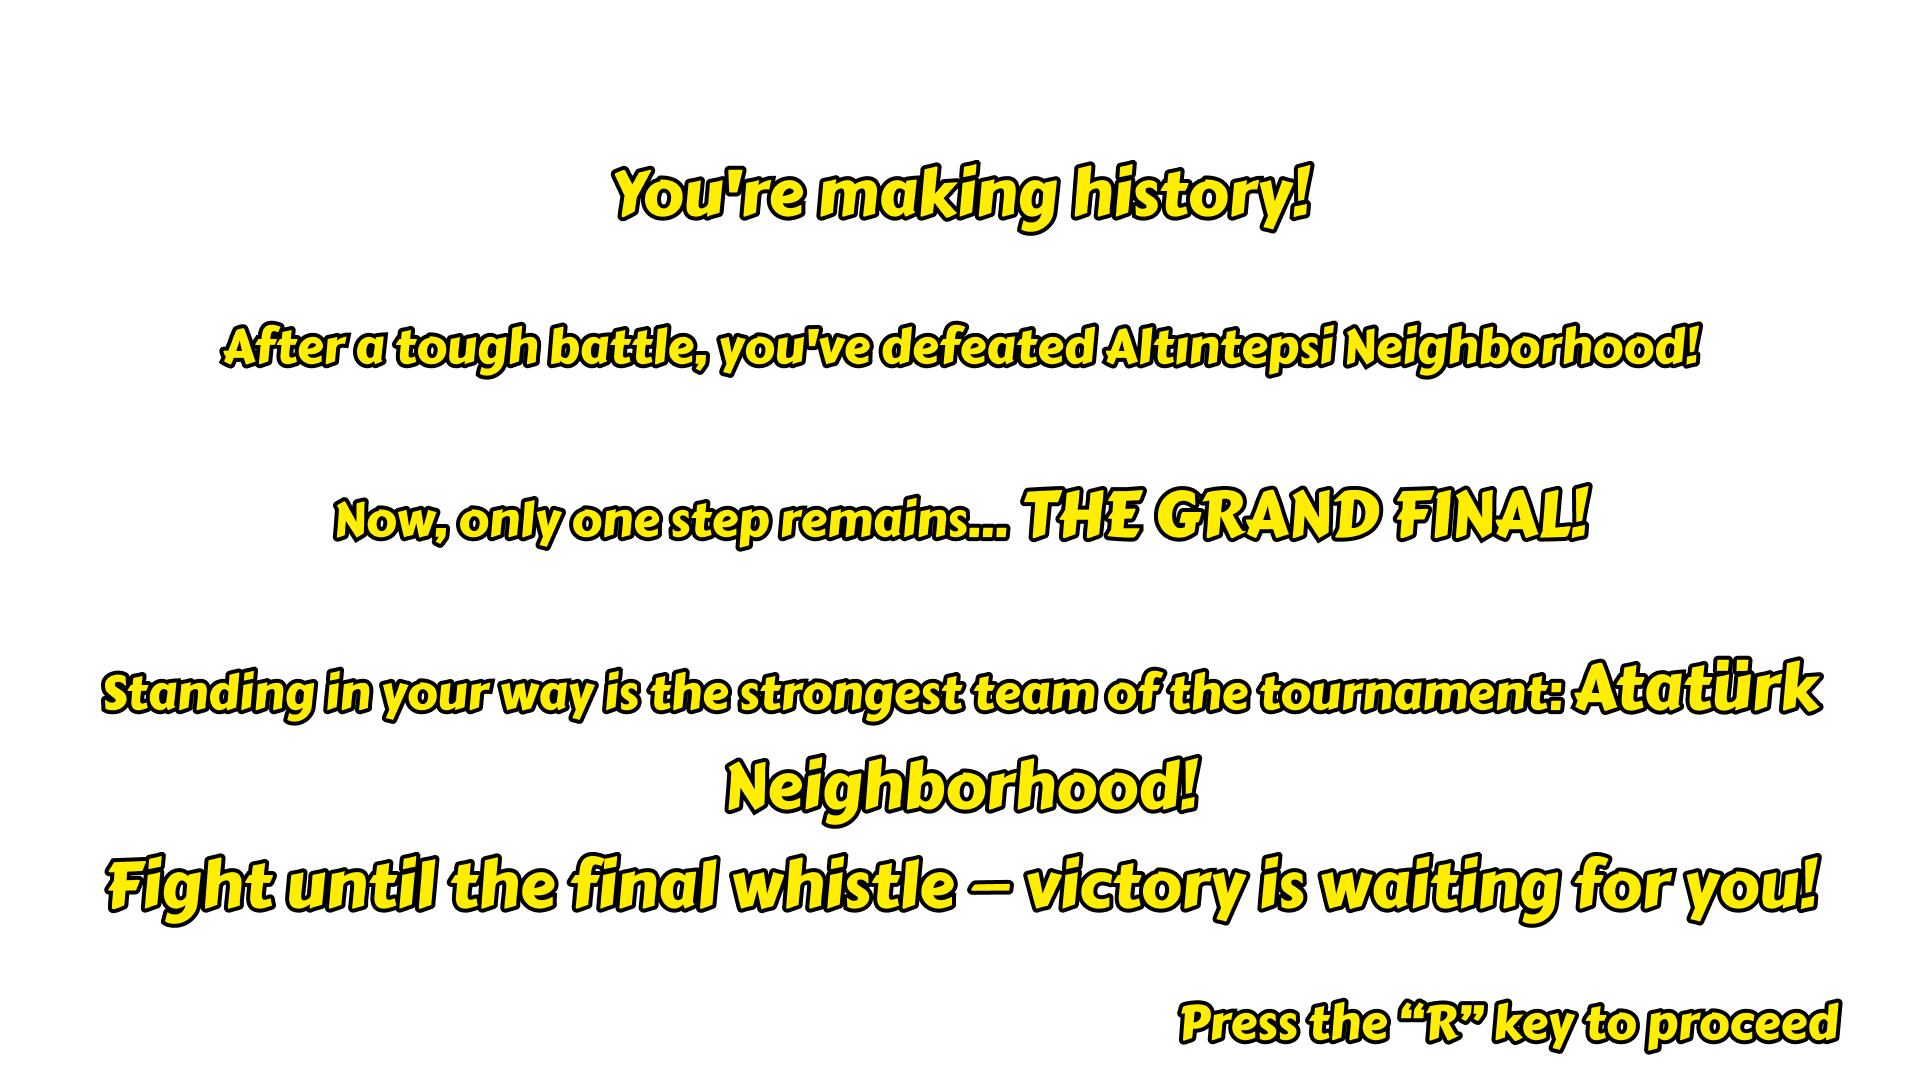 You're making history!
After a tough battle, you've defeated Altıntepsi Neighborhood!
Now, only one step remains... THE GRAND FINAL!
Standing in your way is the strongest team of the tournament: Atatürk
Neighborhood!
Fight until the final whistle – victory is waiting for you!
Press the “R” key to proceed